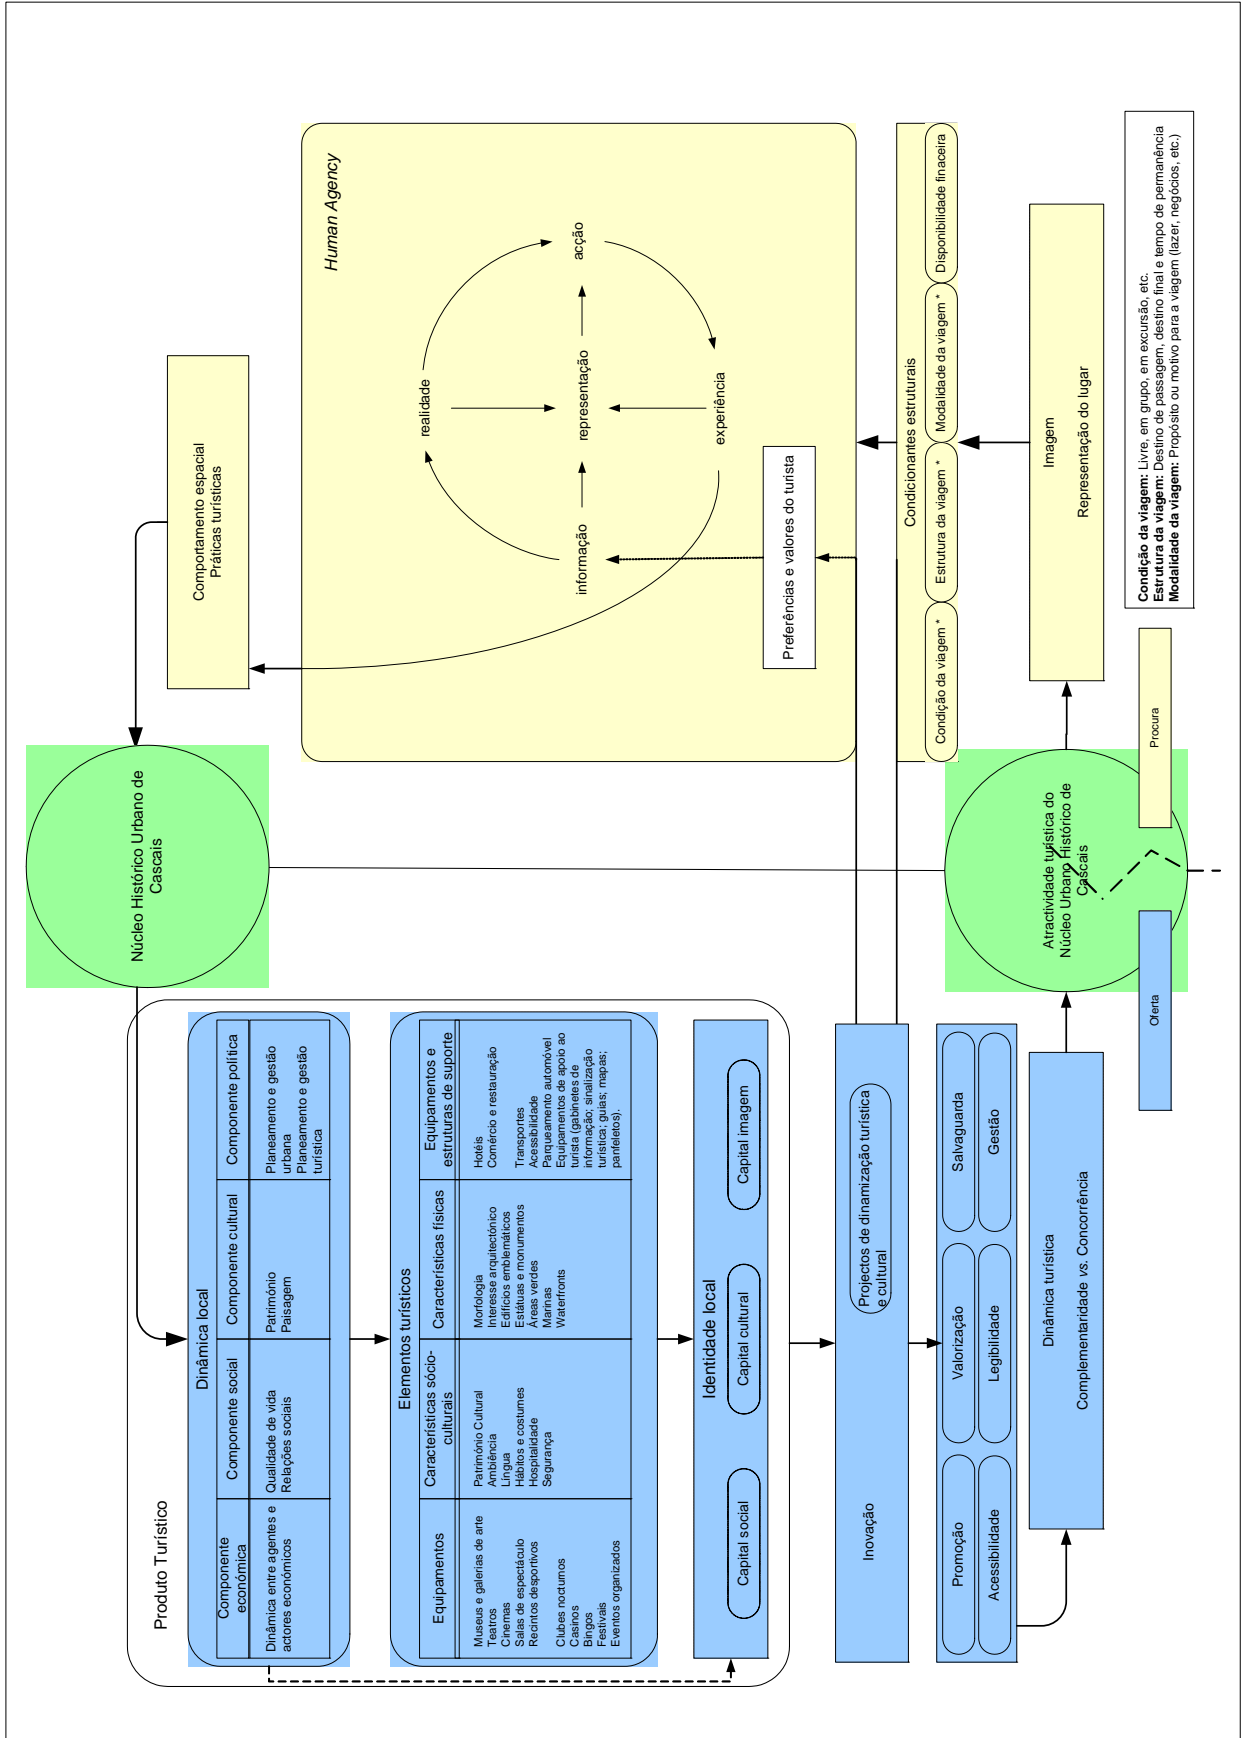 Núcleo Histórico Urbano de
Cascais
Produto Turístico
Dinâmica local
Componente
económica
Componente social
Componente cultural
Componente política
Dinâmica entre agentes e
actores económicos
Qualidade de vida
Relações sociais
Património
Paisagem
Planeamento e gestão
urbana
Planeamento e gestão
turística
Elementos turísticos
Equipamentos
Características sócio-
culturais
Características físicas
Equipamentos e
estruturas de suporte
Museus e galerias de arte
Teatros
Cinemas
Salas de espectáculo
Recintos desportivos
Clubes nocturnos
Casinos
Bingos
Festivais
Eventos organizados
Património Cultural
Ambiência
Língua
Hábitos e costumes
Hospitalidade
Segurança
Morfologia
Interesse arquitectónico
Edifícios emblemáticos
Estátuas e monumentos
Áreas verdes
Marinas
Waterfronts
Hotéis
Comércio e restauração
Transportes
Acessibilidade
Parqueamento automóvel
Equipamentos de apoio ao
turista (gabinetes de
informação; sinalização
turística; guias; mapas;
panfeletos).
Identidade local
Capital social
Capital cultural
Capital imagem
Inovação
Projectos de dinamização turística
e cultural
Promoção
Valorização
Salvaguarda
Acessibilidade
Legibilidade
Gestão
Dinâmica turística
Complementaridade vs. Concorrência
Oferta
Atractividade turística do
Núcleo Urbano Histórico de
Cascais
Procura
Comportamento espacial
Práticas turísticas
Human Agency
realidade
informação
representação
acção
experiência
Preferências e valores do turista
Condicionantes estruturais
Condição da viagem *
Estrutura da viagem *
Modalidade da viagem *
Disponibilidade finaceira
Imagem
Representação do lugar
Condição da viagem: Livre, em grupo, em excursão, etc.
Estrutura da viagem: Destino de passagem, destino final e tempo de permanência
Modalidade da viagem: Propósito ou motivo para a viagem (lazer, negócios, etc.)